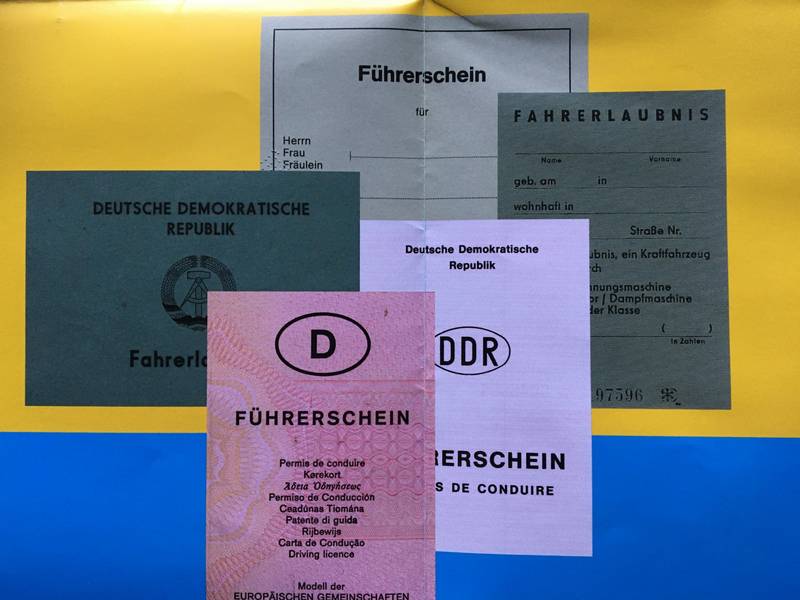 Führerschein
für
Herrn
Frau
Fräulein
FAHRERLAUBNIS
Name Vorname
geb. am in
wohnhaft in
Straße Nr.
ubnis, ein Kraftfahrzeug
rch
nnungsmaschine
or / Dampfmaschine
der Klasse
( )
in Zahlen
97596
DEUTSCHE DEMOKRATISCHE
REPUBLIK
Fahrerla
Deutsche Demokratische
Republik
DDR
RERSCHEIN
S DE CONDUIRE
D
FÜHRERSCHEIN
Permis de conduire
Kørekort
Ἄδεια Ὁδηγήσεως
Permiso de Conducción
Ceadúnas Tiomána
Patente di guida
Rijbewijs
Carta de Condução
Driving licence
Modell der
EUROPÄISCHEN GEMEINSCHAFTEN